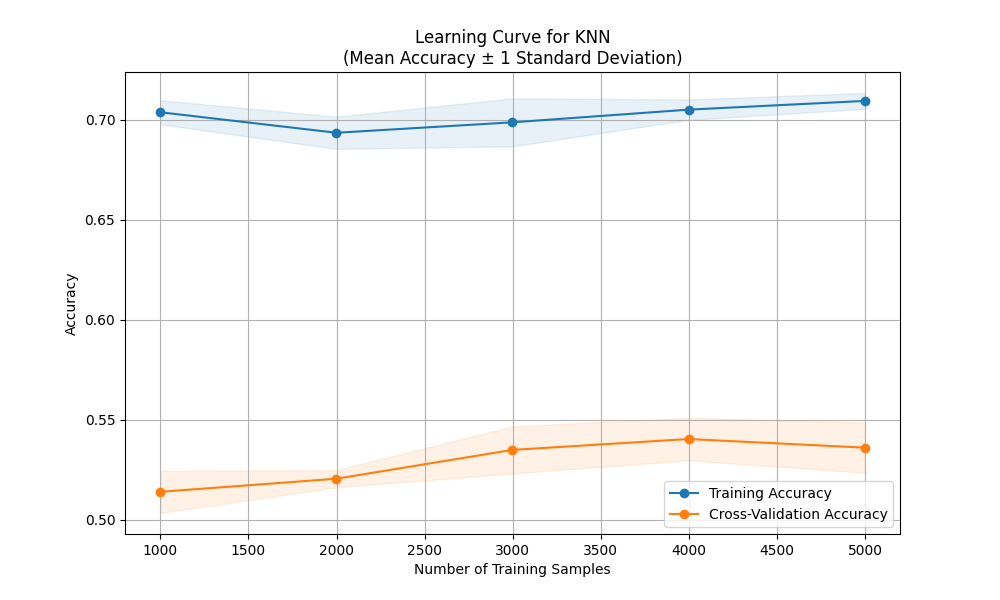 Learning Curve for KNN
(Mean Accuracy ± 1 Standard Deviation)
Accuracy
0.70
0.65
0.60
0.55
0.50
Training Accuracy
Cross-Validation Accuracy
1000 1500 2000 2500 3000 3500 4000 4500 5000
Number of Training Samples